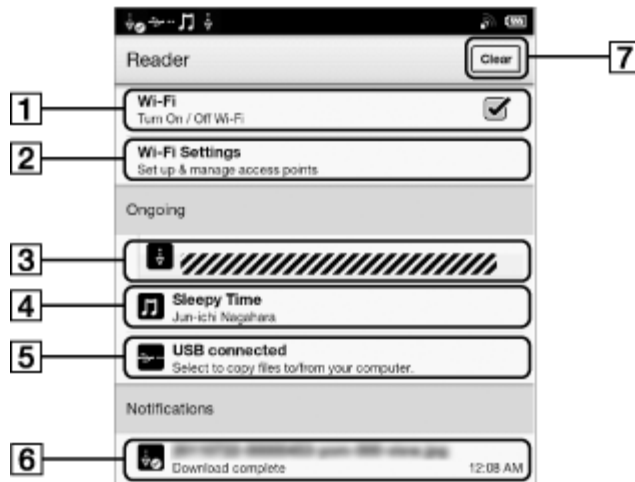 Reader
Clear
7
1
Wi-Fi
Turn On / Off Wi-Fi
2
Wi-Fi Settings
Set up & manage access points
Ongoing
3
4
Sleepy Time
Jun-ichi Nagahara
5
USB connected
Select to copy files to/from your computer.
Notifications
6
Download complete
12:08 AM